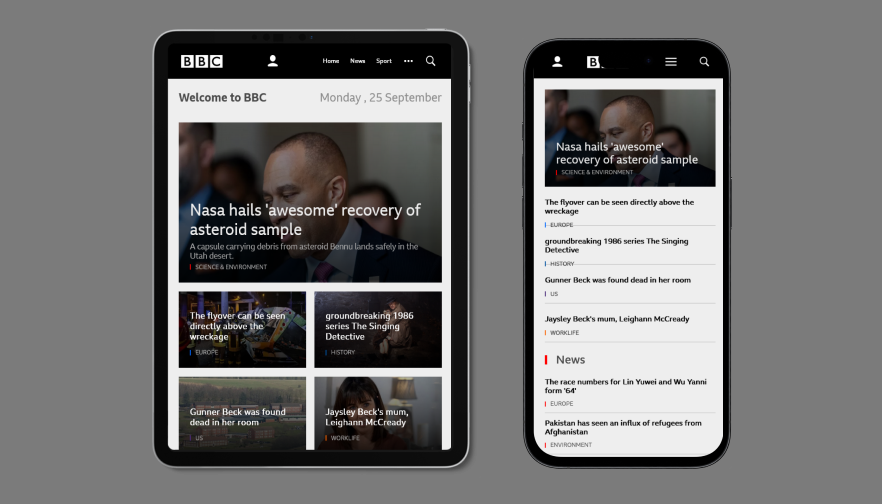 BBC
Home News Sport
Welcome to BBC
Monday , 25 September
Nasa hails 'awesome' recovery of
asteroid sample
A capsule carrying debris from asteroid Bennu lands safely in the
Utah desert.
SCIENCE & ENVIRONMENT
The flyover can be seen
directly above the
wreckage
EUROPE
groundbreaking 1986
series The Singing
Detective
HISTORY
Gunner Beck was found
dead in her room
US
Jaysley Beck's mum,
Leighann McCready
WORKLIFE
B
Nasa hails 'awesome'
recovery of asteroid sample
SCIENCE & ENVIRONMENT
The flyover can be seen directly above the
wreckage
EUROPE
groundbreaking 1986 series The Singing
Detective
HISTORY
Gunner Beck was found dead in her room
US
Jaysley Beck's mum, Leighann McCready
WORKLIFE
News
The race numbers for Lin Yuwei and Wu Yanni
form '64'
EUROPE
Pakistan has seen an influx of refugees from
Afghanistan
ENVIRONMENT